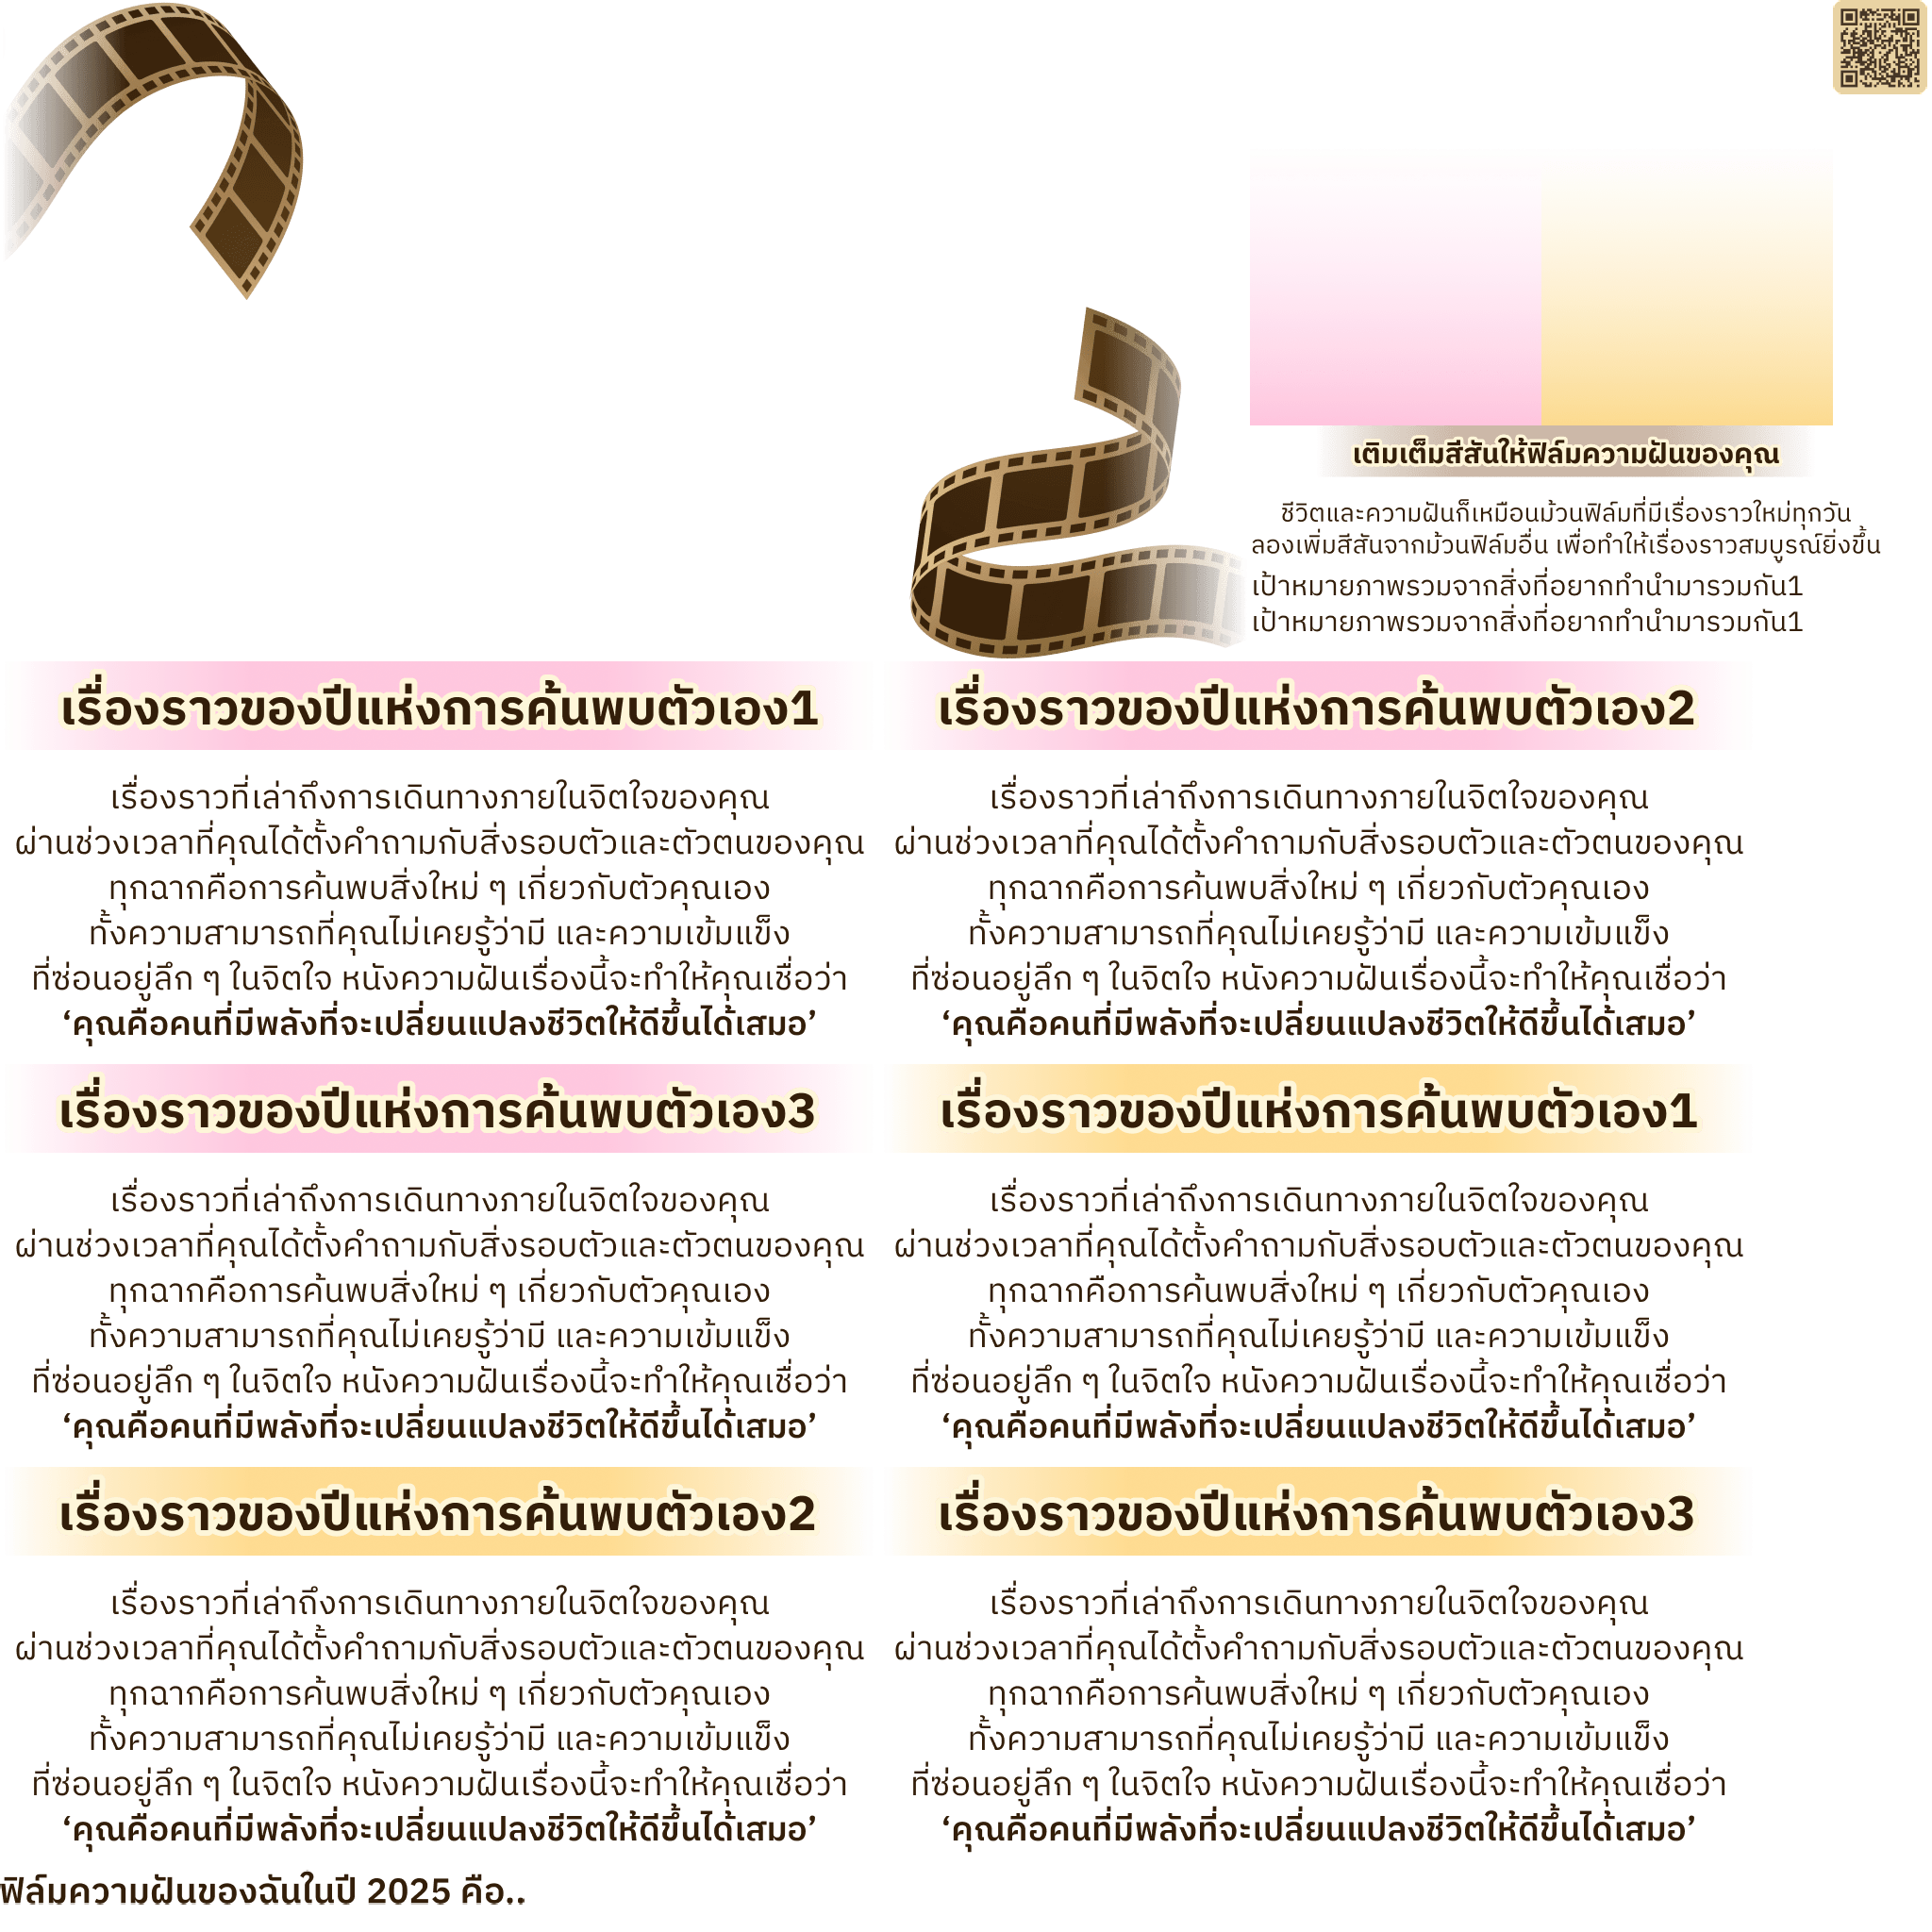 เติมเต็มสีสันให้ฟิล์มความฝันของคุณ
ชีวิตและความฝันก็เหมือนม้วนฟิล์มที่มีเรื่องราวใหม่ทุกวัน
ลองเพิ่มสีสันจากม้วนฟิล์มอื่น เพื่อทำให้เรื่องราวสมบูรณ์ยิ่งขึ้น
เป้าหมายภาพรวมจากสิ่งที่อยากทำนำมารวมกัน1
เป้าหมายภาพรวมจากสิ่งที่อยากทำนำมารวมกัน1
เรื่องราวของปีแห่งการค้นพบตัวเอง1
เรื่องราวที่เล่าถึงการเดินทางภายในจิตใจของคุณ
ผ่านช่วงเวลาที่คุณได้ตั้งคำถามกับสิ่งรอบตัวและตัวตนของคุณ
ทุกฉากคือการค้นพบสิ่งใหม่ ๆ เกี่ยวกับตัวคุณเอง
ทั้งความสามารถที่คุณไม่เคยรู้ว่ามี และความเข้มแข็ง
ที่ซ่อนอยู่ลึก ๆ ในจิตใจ หนังความฝันเรื่องนี้จะทำให้คุณเชื่อว่า
‘คุณคือคนที่มีพลังที่จะเปลี่ยนแปลงชีวิตให้ดีขึ้นได้เสมอ’
เรื่องราวของปีแห่งการค้นพบตัวเอง2
เรื่องราวที่เล่าถึงการเดินทางภายในจิตใจของคุณ
ผ่านช่วงเวลาที่คุณได้ตั้งคำถามกับสิ่งรอบตัวและตัวตนของคุณ
ทุกฉากคือการค้นพบสิ่งใหม่ ๆ เกี่ยวกับตัวคุณเอง
ทั้งความสามารถที่คุณไม่เคยรู้ว่ามี และความเข้มแข็ง
ที่ซ่อนอยู่ลึก ๆ ในจิตใจ หนังความฝันเรื่องนี้จะทำให้คุณเชื่อว่า
‘คุณคือคนที่มีพลังที่จะเปลี่ยนแปลงชีวิตให้ดีขึ้นได้เสมอ’
เรื่องราวของปีแห่งการค้นพบตัวเอง3
เรื่องราวที่เล่าถึงการเดินทางภายในจิตใจของคุณ
ผ่านช่วงเวลาที่คุณได้ตั้งคำถามกับสิ่งรอบตัวและตัวตนของคุณ
ทุกฉากคือการค้นพบสิ่งใหม่ ๆ เกี่ยวกับตัวคุณเอง
ทั้งความสามารถที่คุณไม่เคยรู้ว่ามี และความเข้มแข็ง
ที่ซ่อนอยู่ลึก ๆ ในจิตใจ หนังความฝันเรื่องนี้จะทำให้คุณเชื่อว่า
‘คุณคือคนที่มีพลังที่จะเปลี่ยนแปลงชีวิตให้ดีขึ้นได้เสมอ’
เรื่องราวของปีแห่งการค้นพบตัวเอง1
เรื่องราวที่เล่าถึงการเดินทางภายในจิตใจของคุณ
ผ่านช่วงเวลาที่คุณได้ตั้งคำถามกับสิ่งรอบตัวและตัวตนของคุณ
ทุกฉากคือการค้นพบสิ่งใหม่ ๆ เกี่ยวกับตัวคุณเอง
ทั้งความสามารถที่คุณไม่เคยรู้ว่ามี และความเข้มแข็ง
ที่ซ่อนอยู่ลึก ๆ ในจิตใจ หนังความฝันเรื่องนี้จะทำให้คุณเชื่อว่า
‘คุณคือคนที่มีพลังที่จะเปลี่ยนแปลงชีวิตให้ดีขึ้นได้เสมอ’
เรื่องราวของปีแห่งการค้นพบตัวเอง2
เรื่องราวที่เล่าถึงการเดินทางภายในจิตใจของคุณ
ผ่านช่วงเวลาที่คุณได้ตั้งคำถามกับสิ่งรอบตัวและตัวตนของคุณ
ทุกฉากคือการค้นพบสิ่งใหม่ ๆ เกี่ยวกับตัวคุณเอง
ทั้งความสามารถที่คุณไม่เคยรู้ว่ามี และความเข้มแข็ง
ที่ซ่อนอยู่ลึก ๆ ในจิตใจ หนังความฝันเรื่องนี้จะทำให้คุณเชื่อว่า
‘คุณคือคนที่มีพลังที่จะเปลี่ยนแปลงชีวิตให้ดีขึ้นได้เสมอ’
เรื่องราวของปีแห่งการค้นพบตัวเอง3
เรื่องราวที่เล่าถึงการเดินทางภายในจิตใจของคุณ
ผ่านช่วงเวลาที่คุณได้ตั้งคำถามกับสิ่งรอบตัวและตัวตนของคุณ
ทุกฉากคือการค้นพบสิ่งใหม่ ๆ เกี่ยวกับตัวคุณเอง
ทั้งความสามารถที่คุณไม่เคยรู้ว่ามี และความเข้มแข็ง
ที่ซ่อนอยู่ลึก ๆ ในจิตใจ หนังความฝันเรื่องนี้จะทำให้คุณเชื่อว่า
‘คุณคือคนที่มีพลังที่จะเปลี่ยนแปลงชีวิตให้ดีขึ้นได้เสมอ’
ฟิล์มความฝันของฉันในปี 2025 คือ..